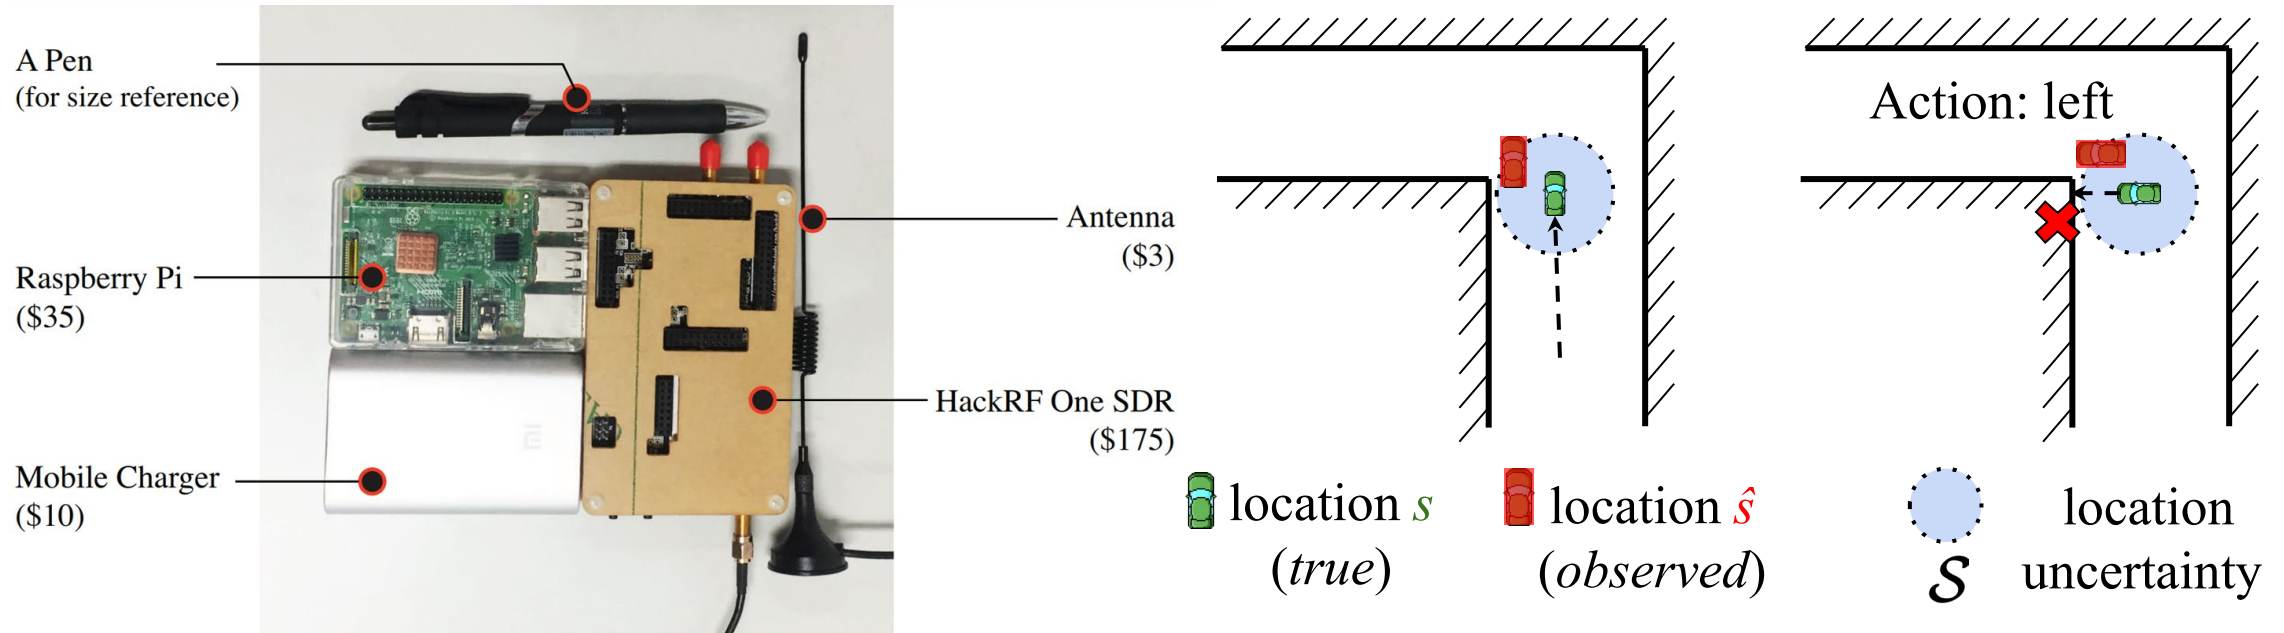 A Pen
(for size reference)
Raspberry Pi
($35)
Mobile Charger
($10)
Antenna
($3)
HackRF One SDR
($175)
Action: left
location s
(true)
location ŝ
(observed)
location
uncertainty
𝒮